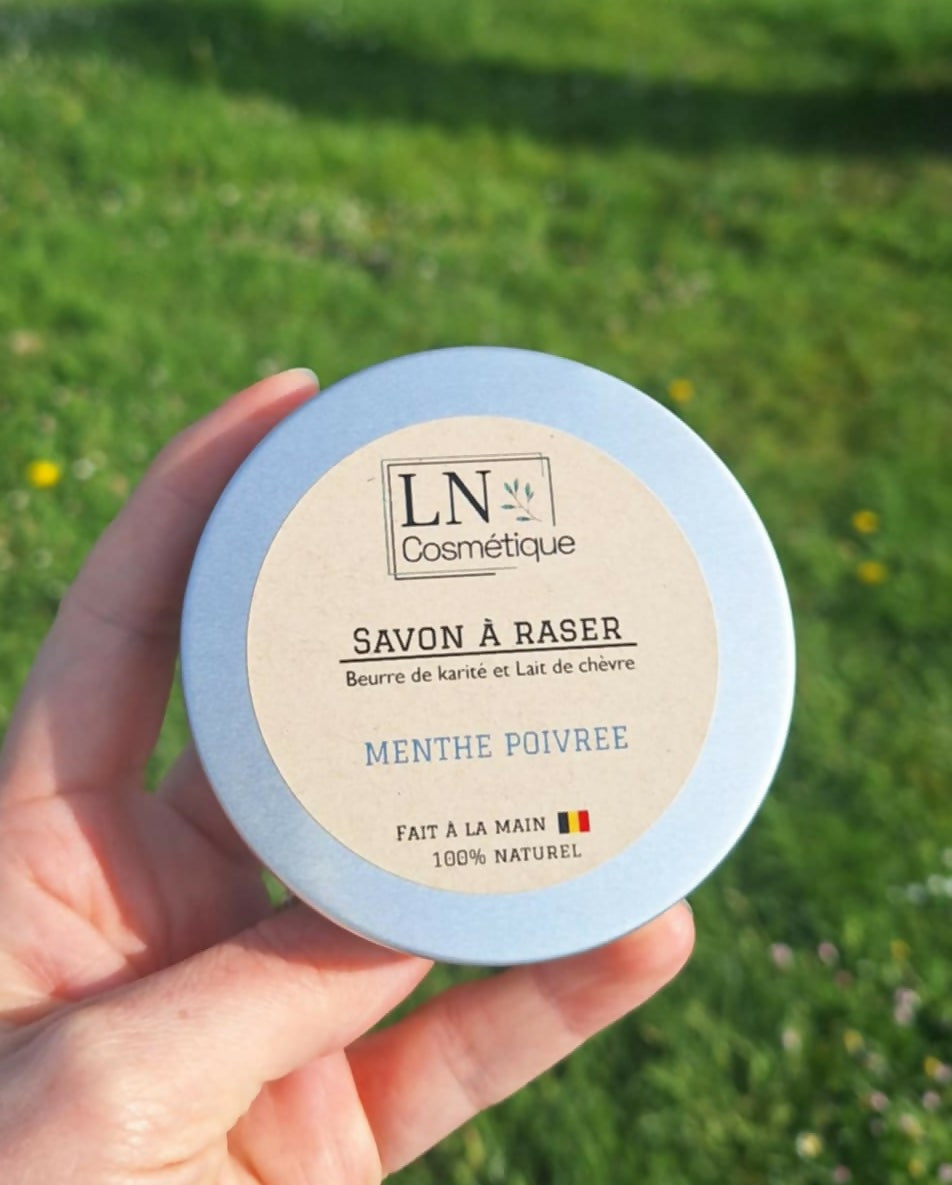 LN
Cosmétique
SAVON À RASER
Beurre de karité et Lait de chèvre
MENTHE POIVREE
FAIT À LA MAIN
100% NATUREL